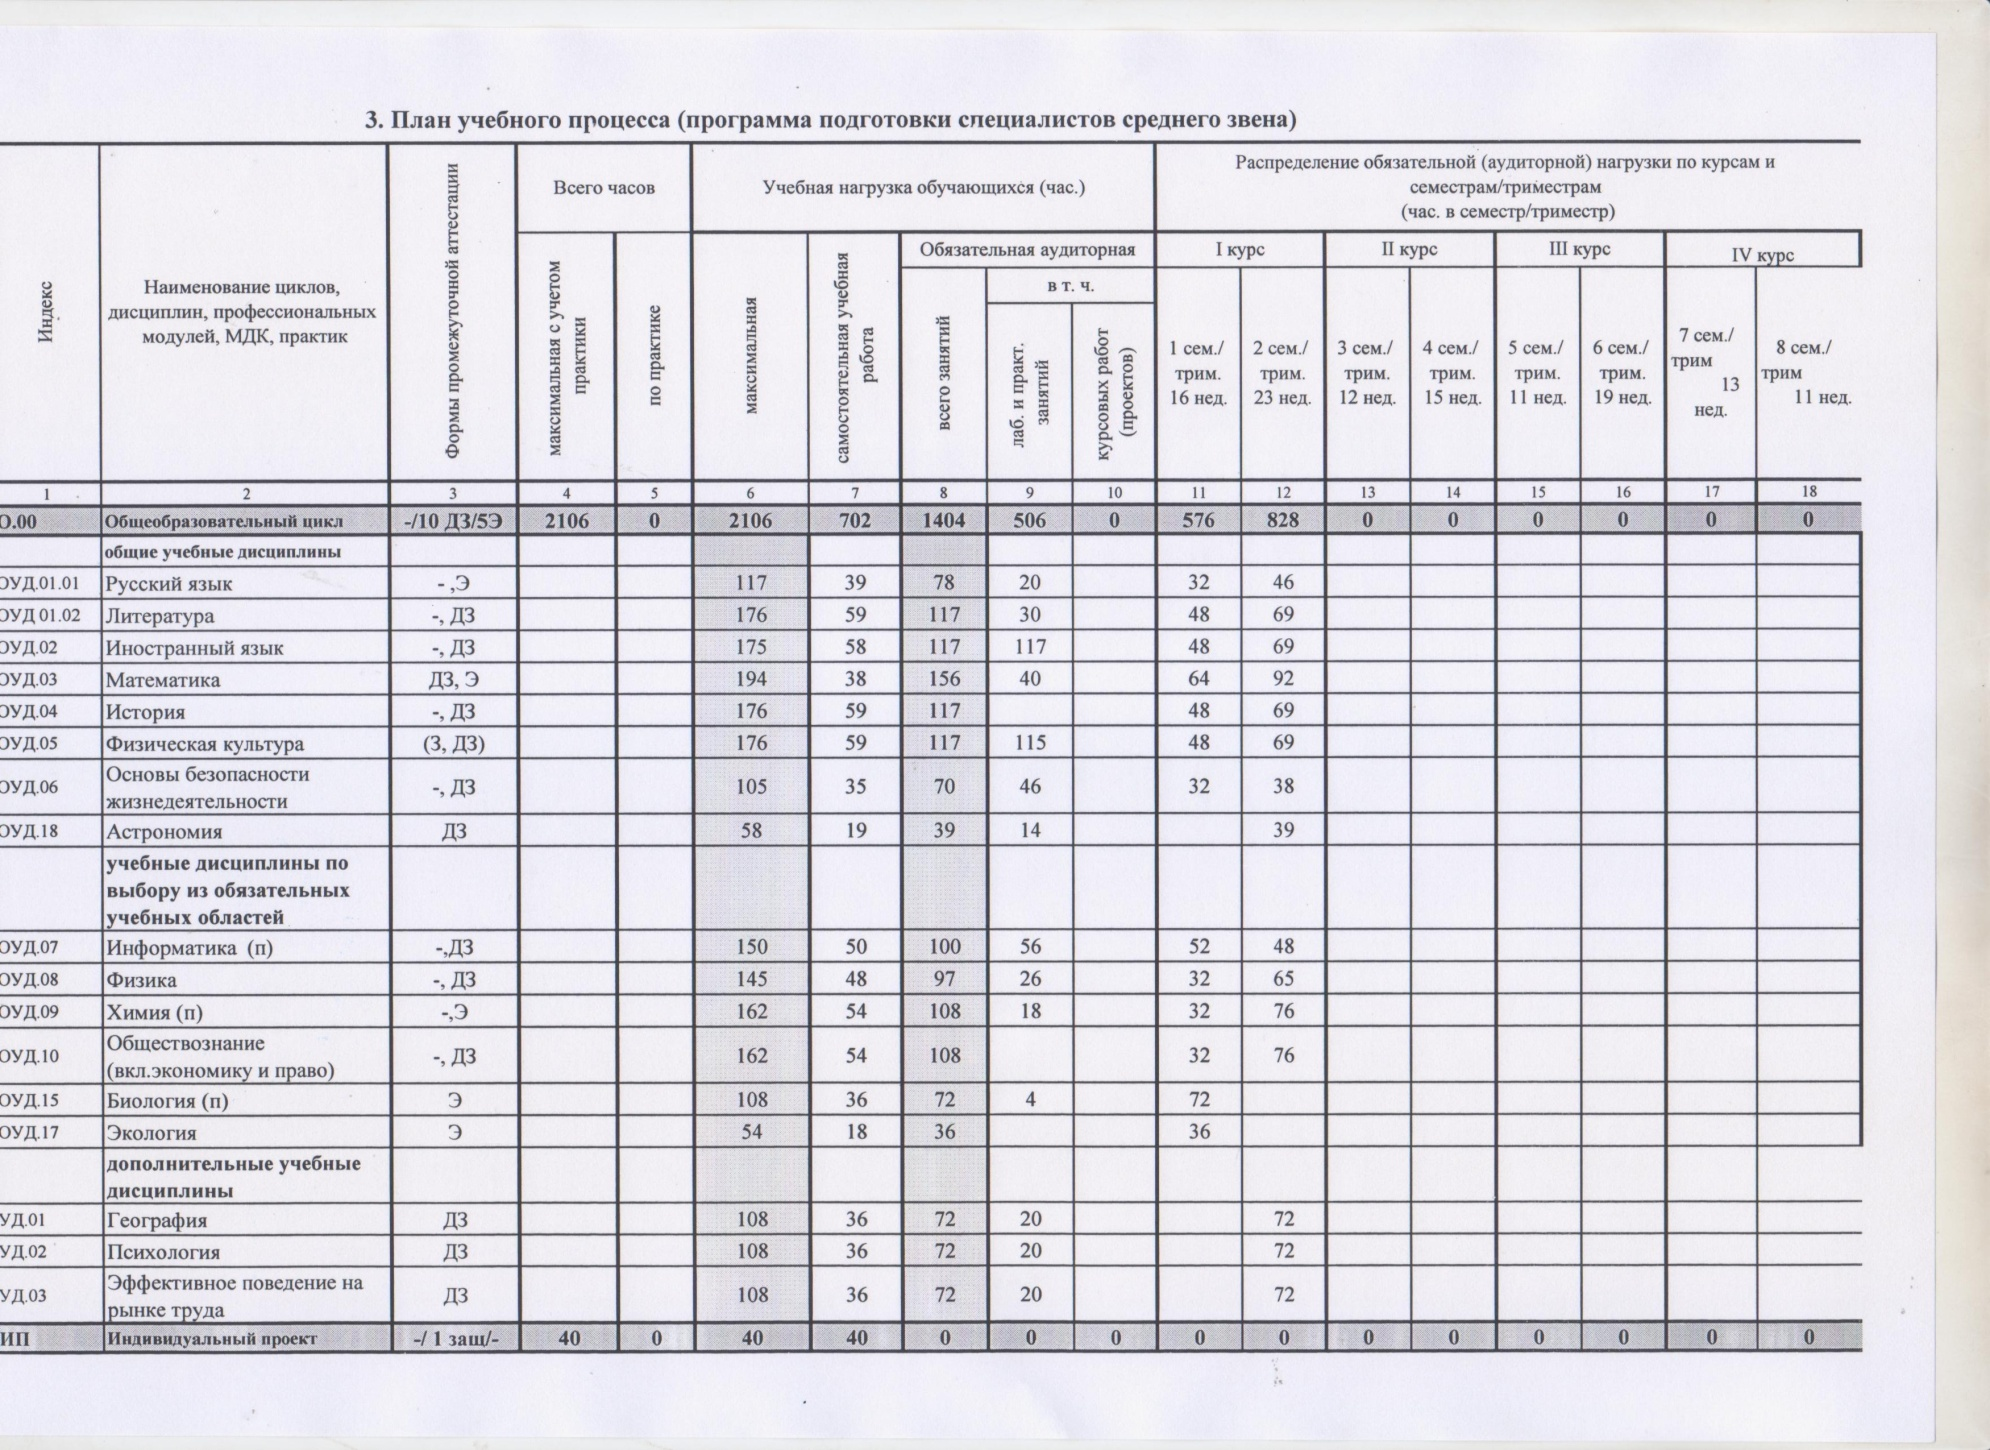 3. План учебного процесса (программа подготовки специалистов среднего звена)
Индекс
Наименование циклов,
дисциплин, профессиональных
модулей, МДК, практик
Формы промежуточной аттестации
Всего часов
Учебная нагрузка обучающихся (час.)
Распределение обязательной (аудиторной) нагрузки по курсам и
семестрам/триместрам
(час. в семестр/триместр)
максимальная с учетом
практики
по практике
максимальная
самостоятельная учебная
работа
Обязательная аудиторная
всего занятий
в т. ч.
лаб. и практ.
занятий
курсовых работ
(проектов)
I курс
II курс
III курс
IV курс
1 сем./
трим.
16 нед.
2 сем./
трим.
23 нед.
3 сем./
трим.
12 нед.
4 сем./
трим.
15 нед.
5 сем./
трим.
11 нед.
6 сем./
трим.
19 нед.
7 сем./
трим
13
нед.
8 сем./
трим
11 нед.
1 2 3 4 5 6 7 8 9 10 11 12 13 14 15 16 17 18
О.00 Общеобразовательный цикл -/10 ДЗ/5Э 2106 0 2106 702 1404 506 0 576 828 0 0 0 0 0 0
общие учебные дисциплины
ОУД.01.01 Русский язык - ,Э 117 39 78 20 32 46
ОУД 01.02 Литература -, ДЗ 176 59 117 30 48 69
ОУД.02 Иностранный язык -, ДЗ 175 58 117 117 48 69
ОУД.03 Математика ДЗ, Э 194 38 156 40 64 92
ОУД.04 История -, ДЗ 176 59 117 48 69
ОУД.05 Физическая культура (З, ДЗ) 176 59 117 115 48 69
ОУД.06 Основы безопасности
жизнедеятельности -, ДЗ 105 35 70 46 32 38
ОУД.18 Астрономия ДЗ 58 19 39 14 39
учебные дисциплины по
выбору из обязательных
учебных областей
ОУД.07 Информатика (п) -,ДЗ 150 50 100 56 52 48
ОУД.08 Физика -, ДЗ 145 48 97 26 32 65
ОУД.09 Химия (п) -,Э 162 54 108 18 32 76
ОУД.10 Обществознание
(вкл.экономику и право) -, ДЗ 162 54 108 32 76
ОУД.15 Биология (п) Э 108 36 72 4 72
ОУД.17 Экология Э 54 18 36 36
дополнительные учебные
дисциплины
УД.01 География ДЗ 108 36 72 20 72
УД.02 Психология ДЗ 108 36 72 20 72
УД.03 Эффективное поведение на
рынке труда ДЗ 108 36 72 20 72
ИП Индивидуальный проект -/ 1 защ/- 40 0 40 40 0 0 0 0 0 0 0 0 0 0 0